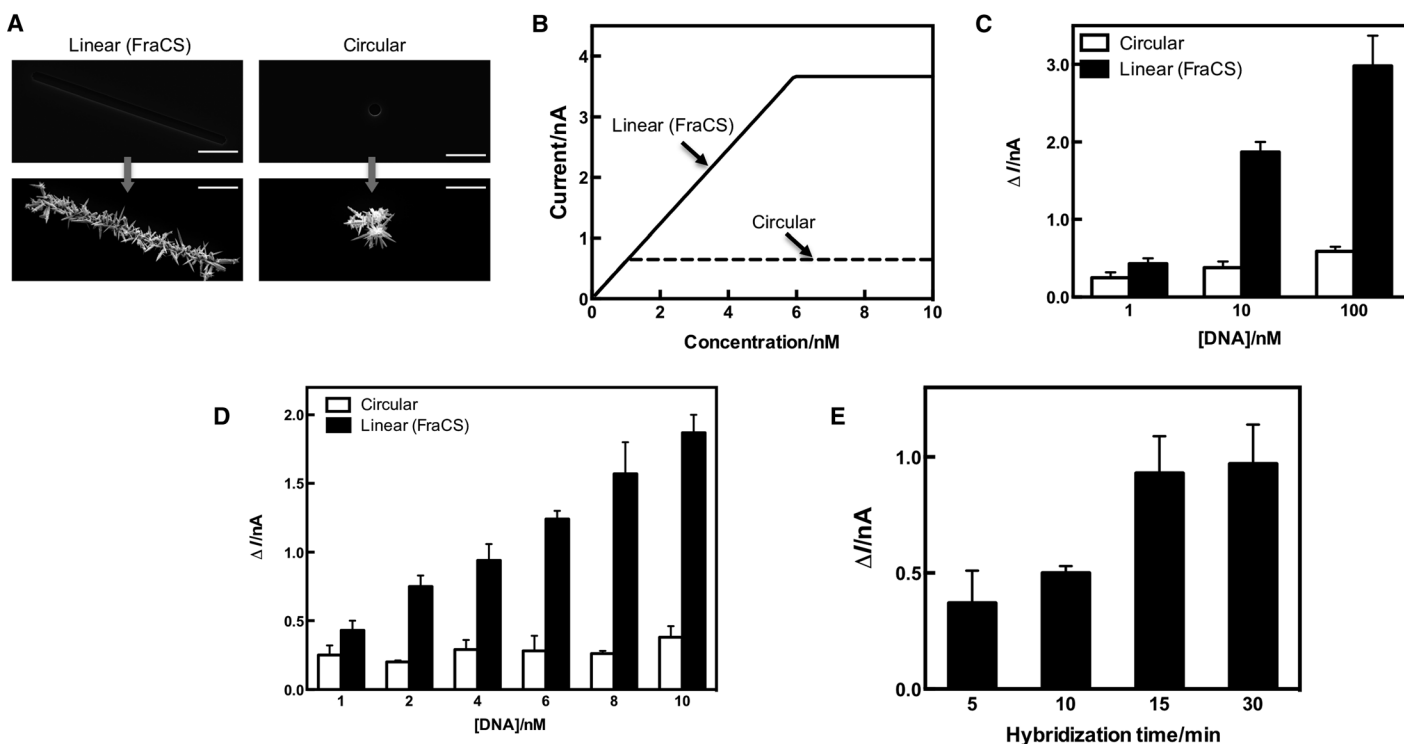 A
Linear (FraCS)
Circular
B
Current/nA
4
3
2
1
0
Linear (FraCS)
Circular
0 2 4 6 8 10
Concentration/nM
C
Circular
Linear (FraCS)
Δ I/nA
3.0
2.0
1.0
0.0
1 10 100
[DNA]/nM
D
Circular
Linear (FraCS)
Δ I/nA
2.0
1.5
1.0
0.5
0.0
1 2 4 6 8 10
[DNA]/nM
E
ΔI/nA
1.0
0.5
0.0
5 10 15 30
Hybridization time/min